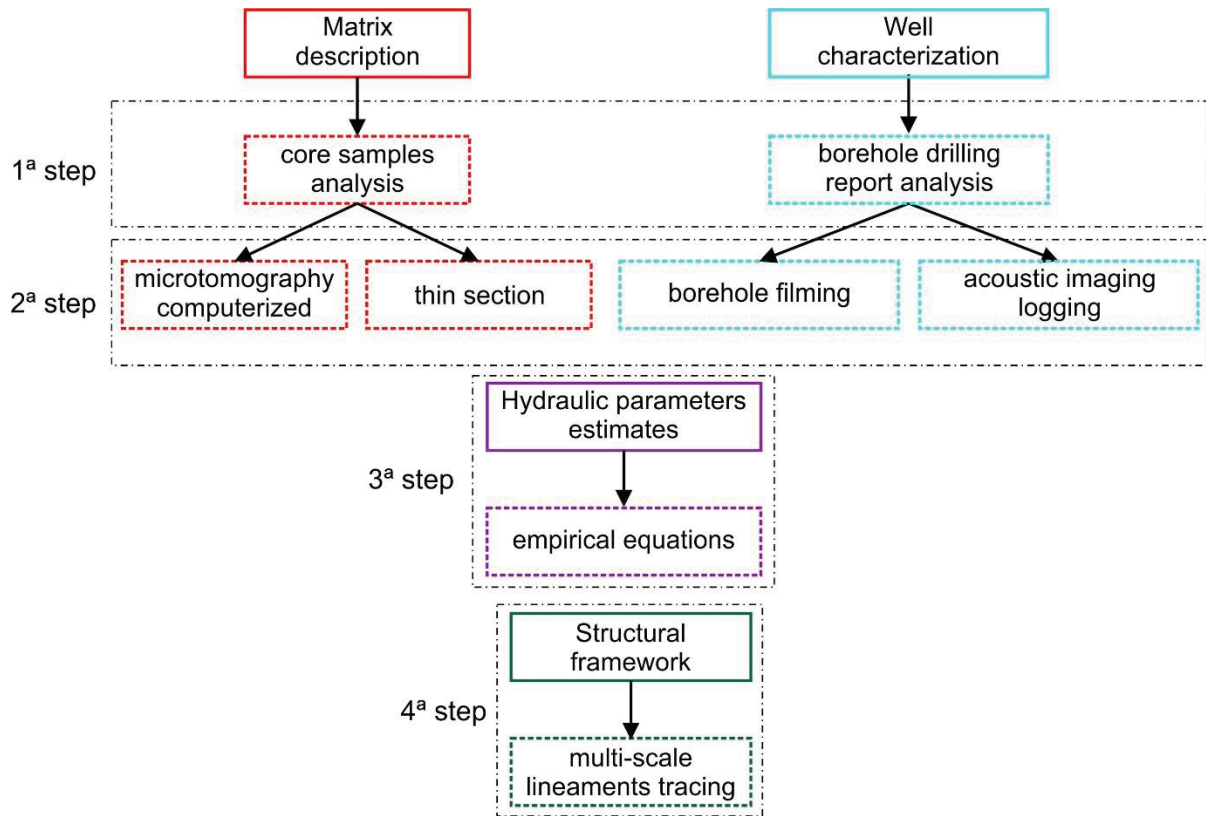 Matrix
description
Well
characterization
1ª step
core samples
analysis
borehole drilling
report analysis
2ª step
microtomography
computerized
thin section
borehole filming
acoustic imaging
logging
Hydraulic parameters
estimates
3ª step
empirical equations
Structural
framework
4ª step
multi-scale
lineaments tracing